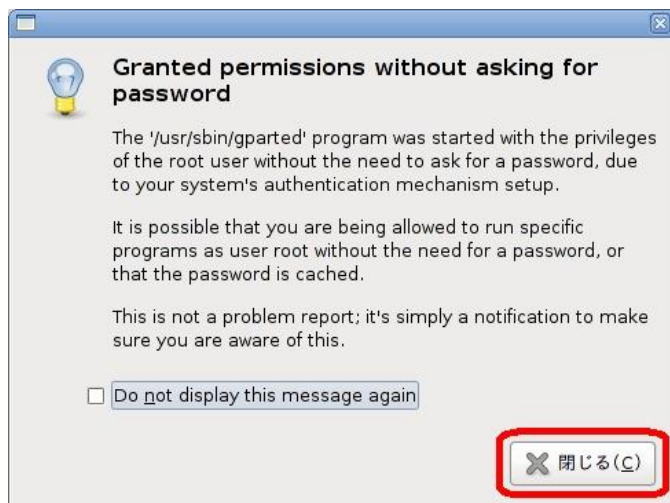 Granted permissions without asking for
password
The '/usr/sbin/gparted' program was started with the privileges
of the root user without the need to ask for a password, due
to your system's authentication mechanism setup.
It is possible that you are being allowed to run specific
programs as user root without the need for a password, or
that the password is cached.
This is not a problem report; it's simply a notification to make
sure you are aware of this.
Do not display this message again
閉じる(C)